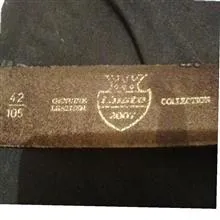 42
105
GENUINE
LEATHER
2007
COLLECTION